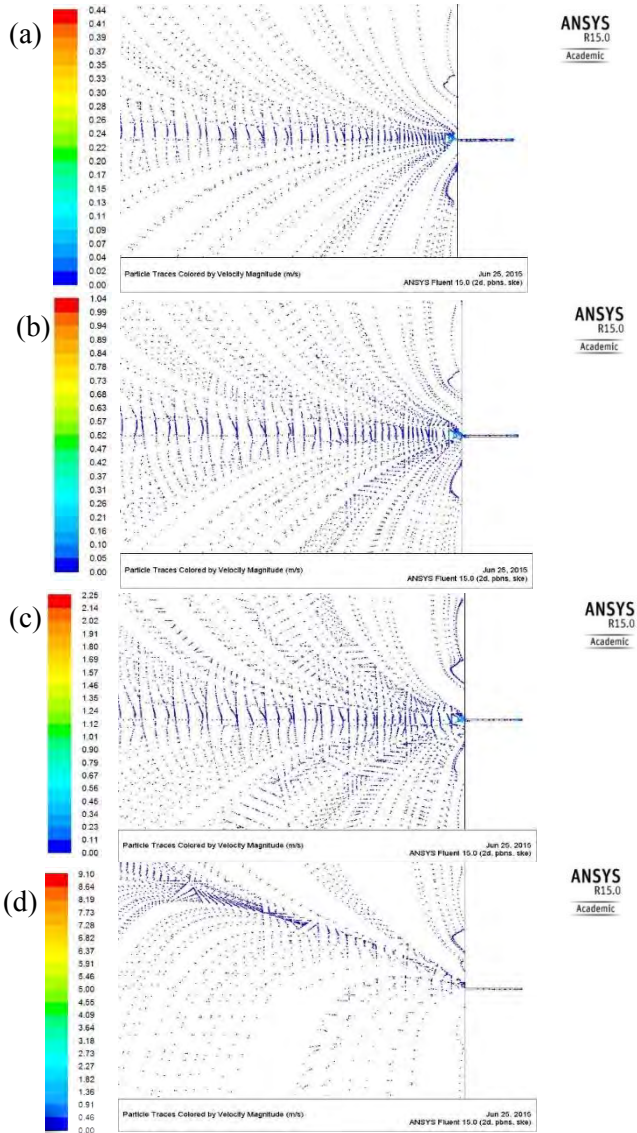 (a)
0.44
0.41
0.39
0.37
0.35
0.33
0.30
0.28
0.26
0.24
0.22
0.20
0.17
0.15
0.13
0.11
0.09
0.07
0.04
0.02
0.00
ANSYS
R15.0
Academic
Particle Traces Colored by Velocity Magnitude (m/s)
Jun 25, 2015
ANSYS Fluent 15.0 (2d, pbns, ske)
(b)
1.04
0.99
0.94
0.89
0.84
0.78
0.73
0.68
0.63
0.57
0.52
0.47
0.42
0.37
0.31
0.26
0.21
0.16
0.10
0.05
0.00
ANSYS
R15.0
Academic
Particle Traces Colored by Velocity Magnitude (m/s)
Jun 25, 2015
ANSYS Fluent 15.0 (2d, pbns, ske)
(c)
2.25
2.14
2.02
1.91
1.57
1.46
1.35
1.24
1.12
0.90
0.79
0.67
0.56
0.45
0.34
0.22
0.11
0.00
ANSYS
R15.0
Academic
Particle Traces Colored by Velocity Magnitude (m/s)
Jun 25, 2015
ANSYS Fluent 15.0 (2d, pbns, ske)
(d)
9.10
8.64
8.19
7.73
7.28
6.82
6.37
5.91
5.46
5.00
4.55
4.09
3.64
3.18
2.73
2.27
1.82
1.36
0.91
0.46
0.00
ANSYS
R15.0
Academic
Particle Traces Colored by Velocity Magnitude (m/s)
Jun 25, 2015
ANSYS Fluent 15.0 (2d, pbns, ske)